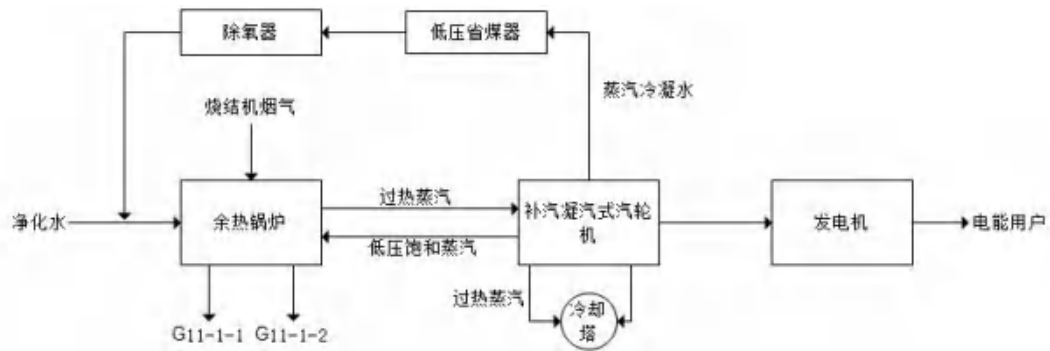 除氧器
低压省煤器
蒸汽冷凝水
烧结机烟气
净化水
余热锅炉
过热蒸汽
低压饱和蒸汽
补汽凝汽式汽轮
机
发电机
电能用户
过热蒸汽
冷却
塔
G11-1-1
G11-1-2